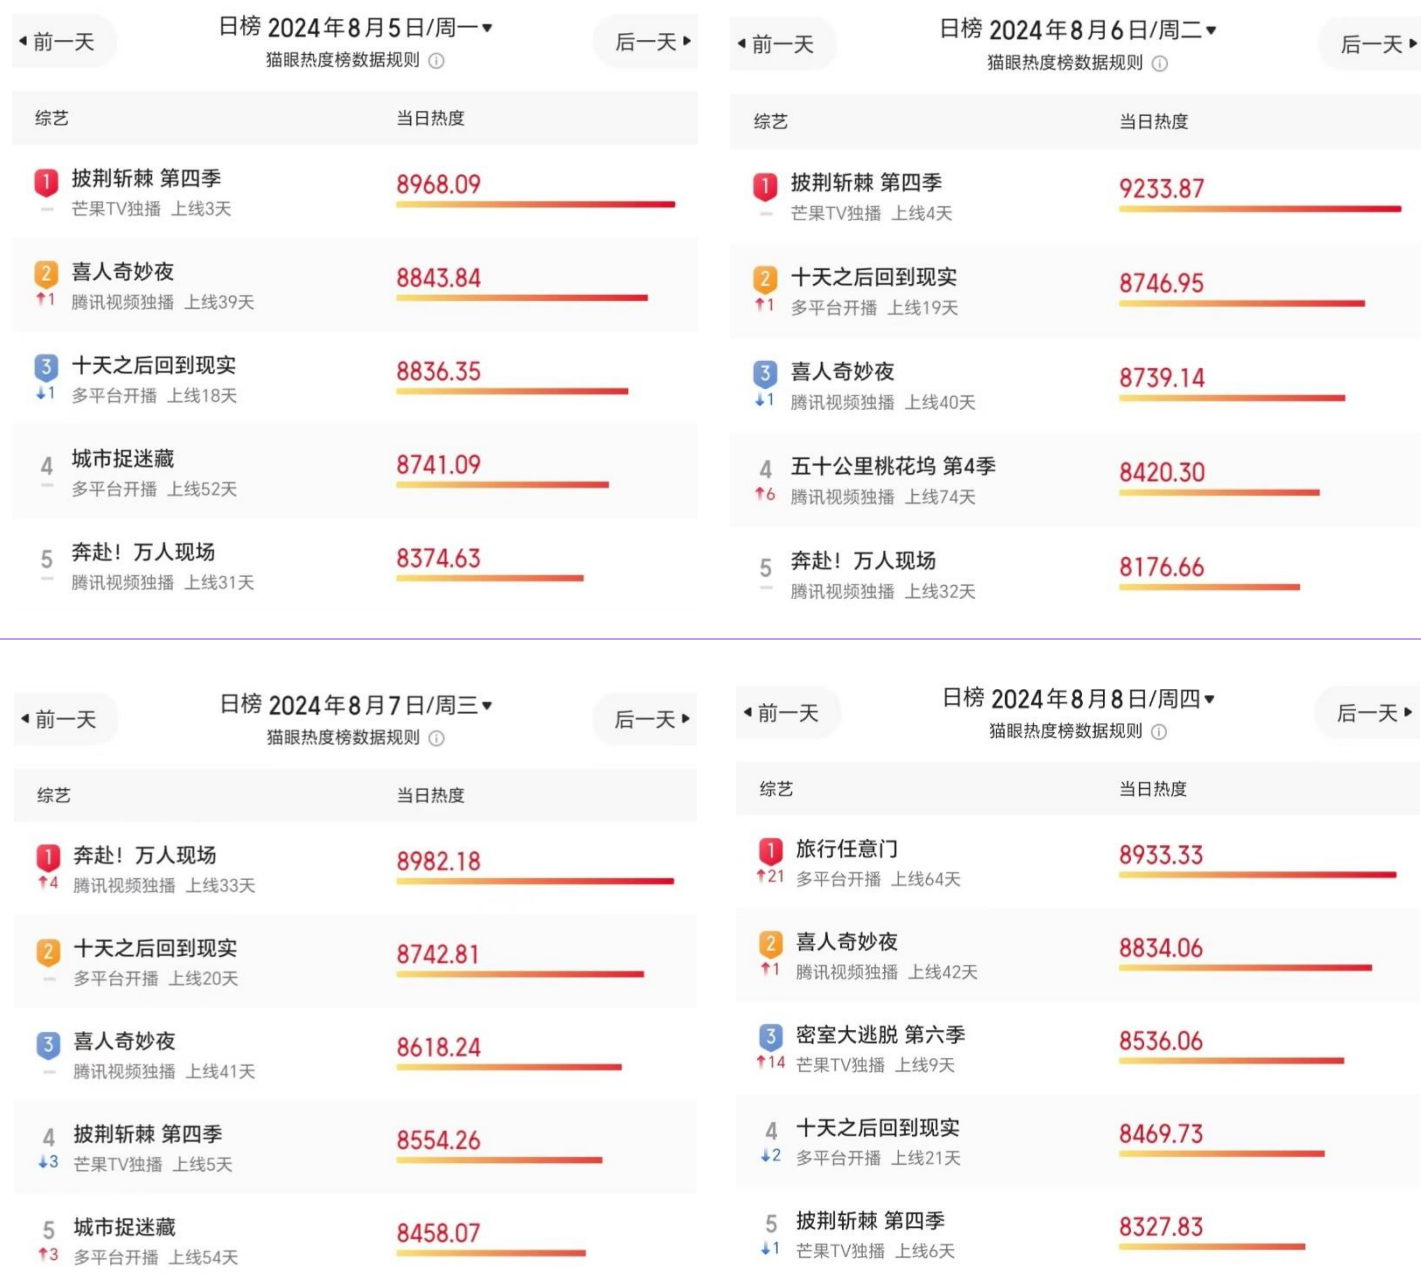 前一天
日榜 2024年8月5日/周一
后一天
猫眼热度榜数据规则
综艺 当日热度
1 披荆斩棘 第四季 8968.09
芒果TV独播 上线3天
2 喜人奇妙夜 8843.84
1 腾讯视频独播 上线39天
3 十天之后回到现实 8836.35
1 多平台开播 上线18天
4 城市捉迷藏 8741.09
多平台开播 上线52天
5 奔赴！万人现场 8374.63
腾讯视频独播 上线31天
前一天
日榜 2024年8月6日/周二
后一天
猫眼热度榜数据规则
综艺 当日热度
1 披荆斩棘 第四季 9233.87
芒果TV独播 上线4天
2 十天之后回到现实 8746.95
1 多平台开播 上线19天
3 喜人奇妙夜 8739.14
1 腾讯视频独播 上线40天
4 五十公里桃花坞 第4季 8420.30
6 腾讯视频独播 上线74天
5 奔赴！万人现场 8176.66
腾讯视频独播 上线32天
前一天
日榜 2024年8月7日/周三
后一天
猫眼热度榜数据规则
综艺 当日热度
1 奔赴！万人现场 8982.18
4 腾讯视频独播 上线33天
2 十天之后回到现实 8742.81
多平台开播 上线20天
3 喜人奇妙夜 8618.24
腾讯视频独播 上线41天
4 披荆斩棘 第四季 8554.26
3 芒果TV独播 上线5天
5 城市捉迷藏 8458.07
3 多平台开播 上线54天
前一天
日榜 2024年8月8日/周四
后一天
猫眼热度榜数据规则
综艺 当日热度
1 旅行任意门 8933.33
21 多平台开播 上线64天
2 喜人奇妙夜 8834.06
1 腾讯视频独播 上线42天
3 密室大逃脱 第六季 8536.06
14 芒果TV独播 上线9天
4 十天之后回到现实 8469.73
2 多平台开播 上线21天
5 披荆斩棘 第四季 8327.83
1 芒果TV独播 上线6天